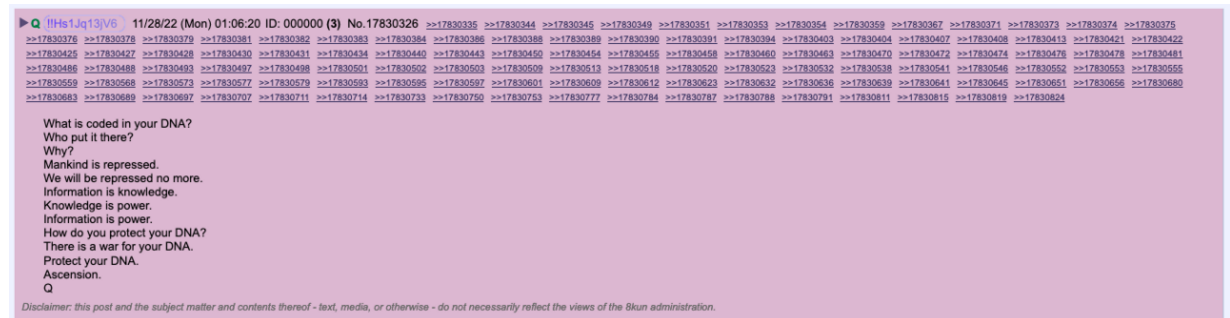 ▶Q !!Hs1Jq13jV6 11/28/22 (Mon) 01:06:20 ID: 000000 (3) No.17830326 >>17830335 >>17830344 >>17830345 >>17830349 >>17830351 >>17830353 >>17830354 >>17830359 >>17830367 >>17830371 >>17830373 >>17830374 >>17830375
>>17830376 >>17830378 >>17830379 >>17830381 >>17830382 >>17830383 >>17830384 >>17830386 >>17830388 >>17830389 >>17830390 >>17830391 >>17830394 >>17830403 >>17830404 >>17830407 >>17830408 >>17830413 >>17830421 >>17830422
>>17830425 >>17830427 >>17830428 >>17830430 >>17830431 >>17830434 >>17830440 >>17830443 >>17830450 >>17830454 >>17830455 >>17830458 >>17830460 >>17830463 >>17830470 >>17830472 >>17830474 >>17830476 >>17830478 >>17830481
>>17830486 >>17830488 >>17830493 >>17830497 >>17830498 >>17830501 >>17830502 >>17830503 >>17830509 >>17830513 >>17830518 >>17830520 >>17830523 >>17830532 >>17830538 >>17830541 >>17830546 >>17830552 >>17830553 >>17830555
>>17830559 >>17830568 >>17830573 >>17830577 >>17830579 >>17830593 >>17830595 >>17830597 >>17830601 >>17830609 >>17830612 >>17830623 >>17830632 >>17830636 >>17830639 >>17830641 >>17830645 >>17830651 >>17830656 >>17830680
>>17830683 >>17830689 >>17830697 >>17830707 >>17830711 >>17830714 >>17830733 >>17830750 >>17830753 >>17830777 >>17830784 >>17830787 >>17830788 >>17830791 >>17830811 >>17830815 >>17830819 >>17830824
What is coded in your DNA?
Who put it there?
Why?
Mankind is repressed.
We will be repressed no more.
Information is knowledge.
Knowledge is power.
Information is power.
How do you protect your DNA?
There is a war for your DNA.
Protect your DNA.
Ascension.
Q
Disclaimer: this post and the subject matter and contents thereof - text, media, or otherwise - do not necessarily reflect the views of the 8kun administration.